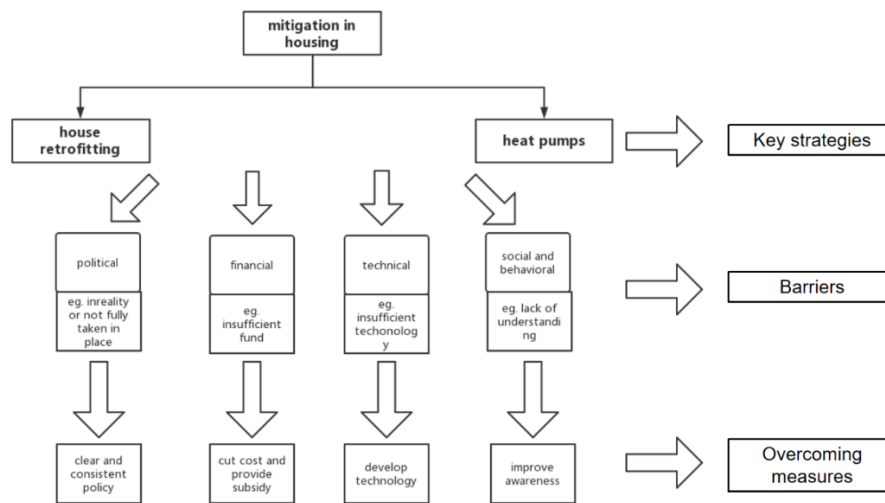 mitigation in
housing
house
retrofitting
heat pumps
Key strategies
political
financial
technical
social and
behavioral
Barriers
eg. inreality
or not fully
taken in
place
eg.
insufficient
fund
eg.
insufficient
techonolog
y
eg. lack of
understandi
ng
clear and
consistent
policy
cut cost and
provide
subsidy
develop
technology
improve
awareness
Overcoming
measures